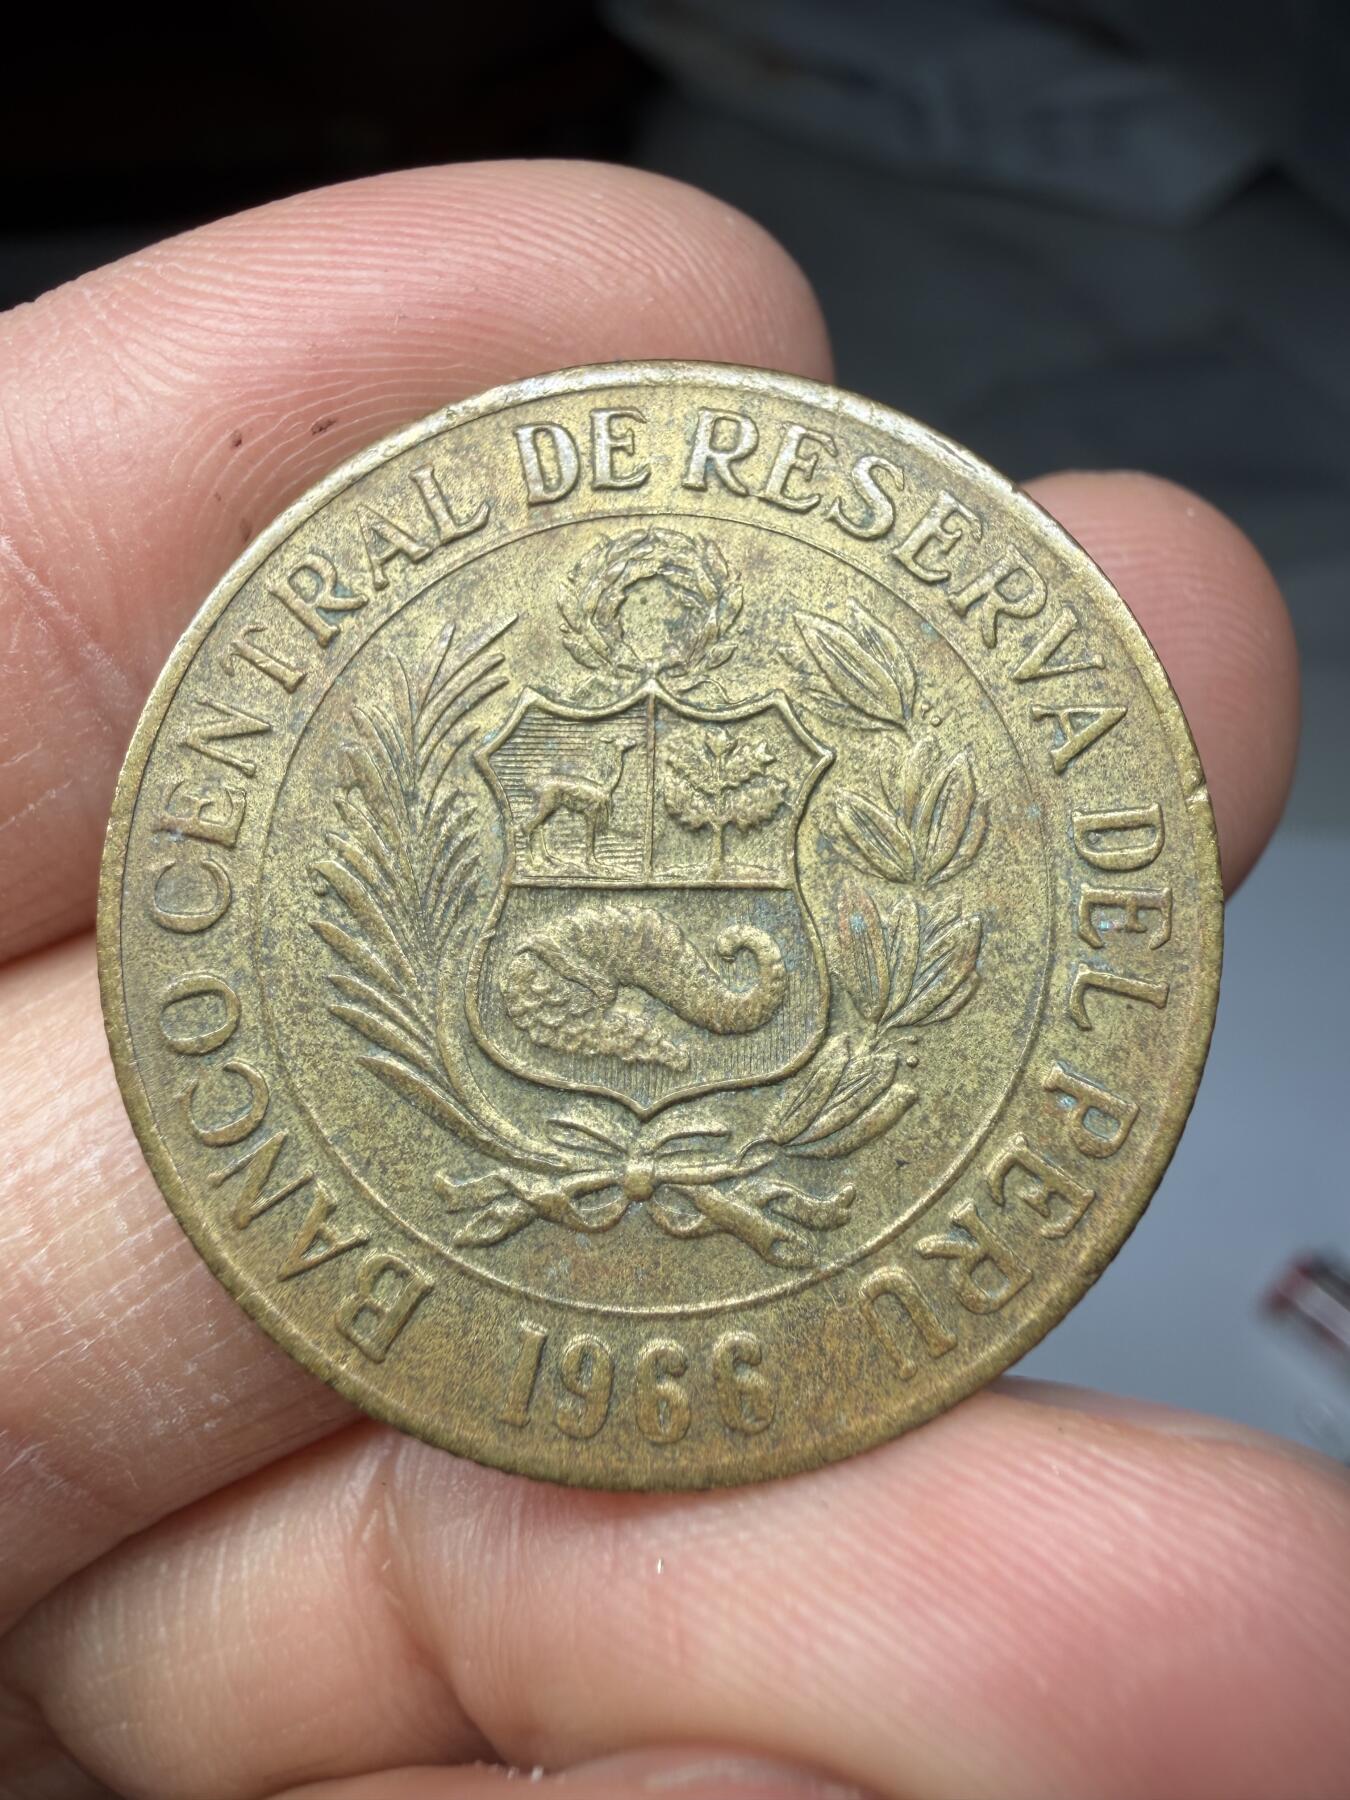 BANCO CENTRAL DE RESERVA DEL PERU
1966